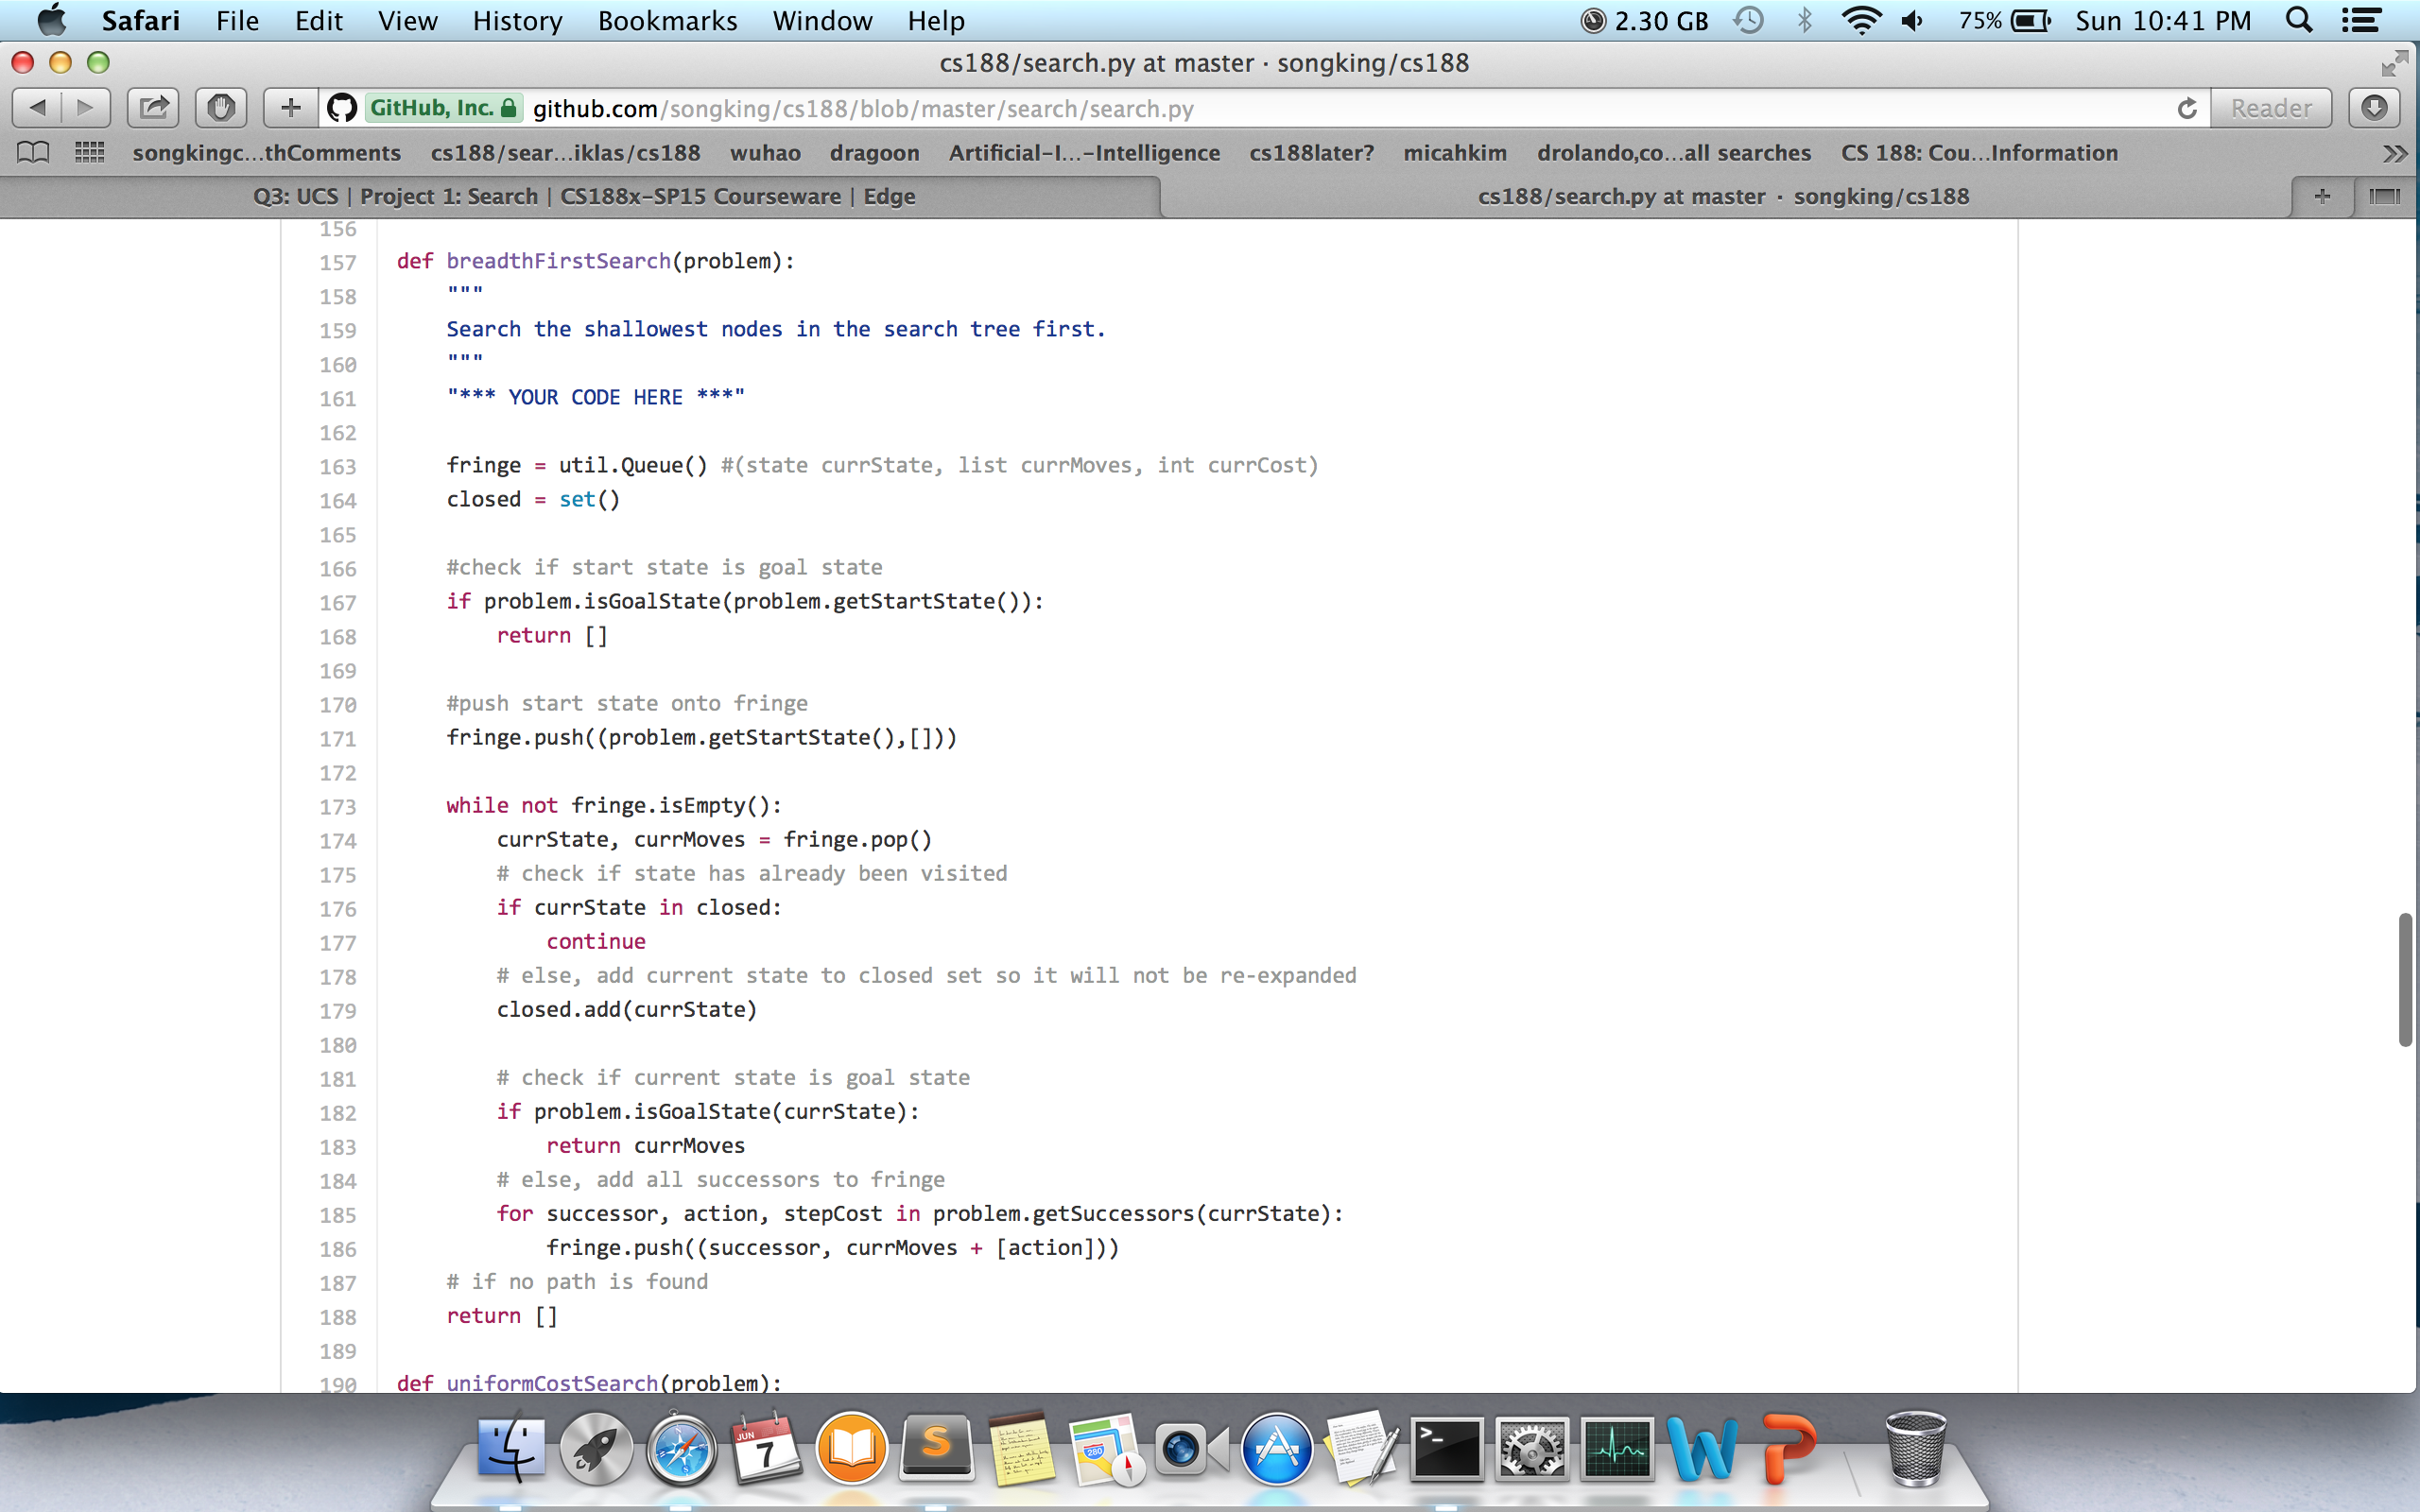 Safari File Edit View History Bookmarks Window Help 2.30 GB 75% Sun 10:41 PM
cs188/search.py at master · songking/cs188
GitHub, Inc. github.com/songking/cs188/blob/master/search/search.py Reader
songkingc...thComments cs188/sear...iklas/cs188 wuhao dragoon Artificial-I...-Intelligence cs188later? micahkim drolando,co...all searches CS 188: Cou...Information
Q3: UCS | Project 1: Search | CS188x-SP15 Courseware | Edge cs188/search.py at master · songking/cs188
156
157 def breadthFirstSearch(problem):
158     """
159     Search the shallowest nodes in the search tree first.
160     """
161     "*** YOUR CODE HERE ***"
162
163     fringe = util.Queue() #(state currState, list currMoves, int currCost)
164     closed = set()
165
166     #check if start state is goal state
167     if problem.isGoalState(problem.getStartState()):
168         return []
169
170     #push start state onto fringe
171     fringe.push((problem.getStartState(),[]))
172
173     while not fringe.isEmpty():
174         currState, currMoves = fringe.pop()
175         # check if state has already been visited
176         if currState in closed:
177             continue
178         # else, add current state to closed set so it will not be re-expanded
179         closed.add(currState)
180
181         # check if current state is goal state
182         if problem.isGoalState(currState):
183             return currMoves
184         # else, add all successors to fringe
185         for successor, action, stepCost in problem.getSuccessors(currState):
186             fringe.push((successor, currMoves + [action]))
187     # if no path is found
188     return []
189
190 def uniformCostSearch(problem):
JUN
7
280